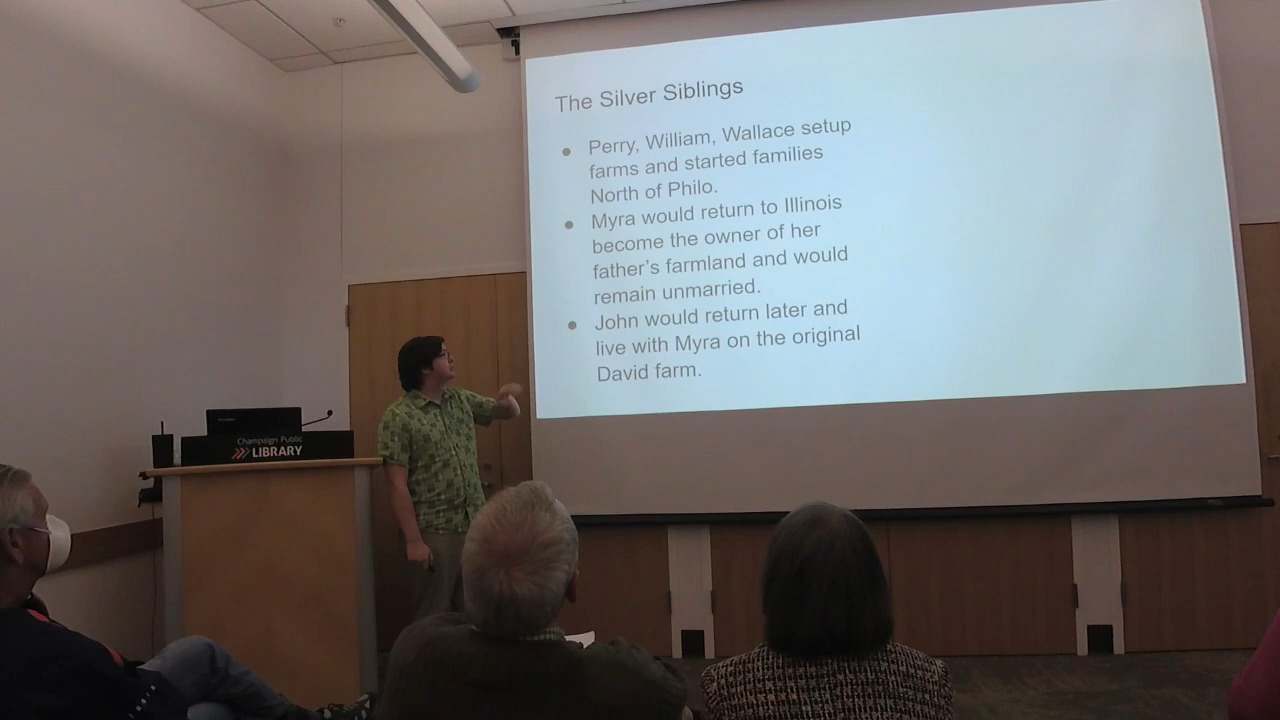 The Silver Siblings
● Perry, William, Wallace setup
farms and started families
North of Philo.
● Myra would return to Illinois
become the owner of her
father's farmland and would
remain unmarried.
● John would return later and
live with Myra on the original
David farm.
Champaign Public
LIBRARY